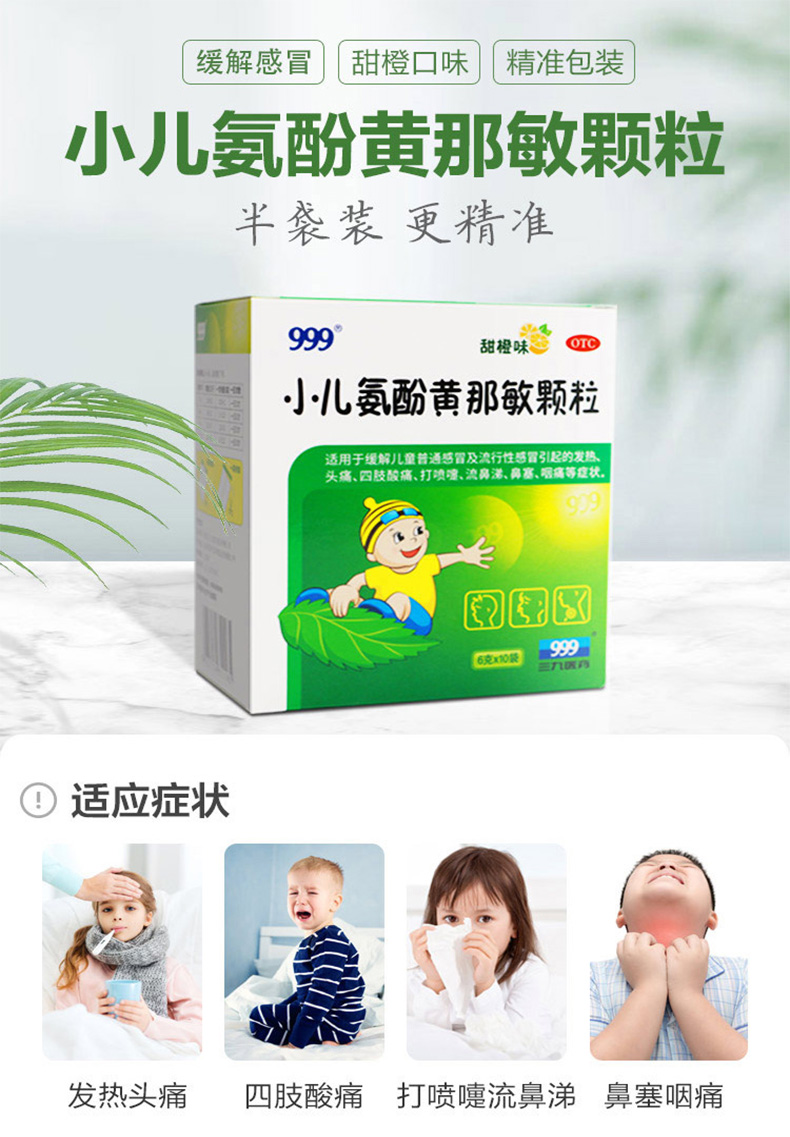 缓解感冒 甜橙口味 精准包装
小儿氨酚黄那敏颗粒
半袋装 更精准
999®
甜橙味 OTC
小儿氨酚黄那敏颗粒
适用于缓解儿童普通感冒及流行性感冒引起的发热、
头痛、四肢酸痛、打喷嚏、流鼻涕、鼻塞、咽痛等症状。
999
999
6克x10袋
999®
三九医药
999
适应症状
发热头痛 四肢酸痛 打喷嚏流鼻涕 鼻塞咽痛